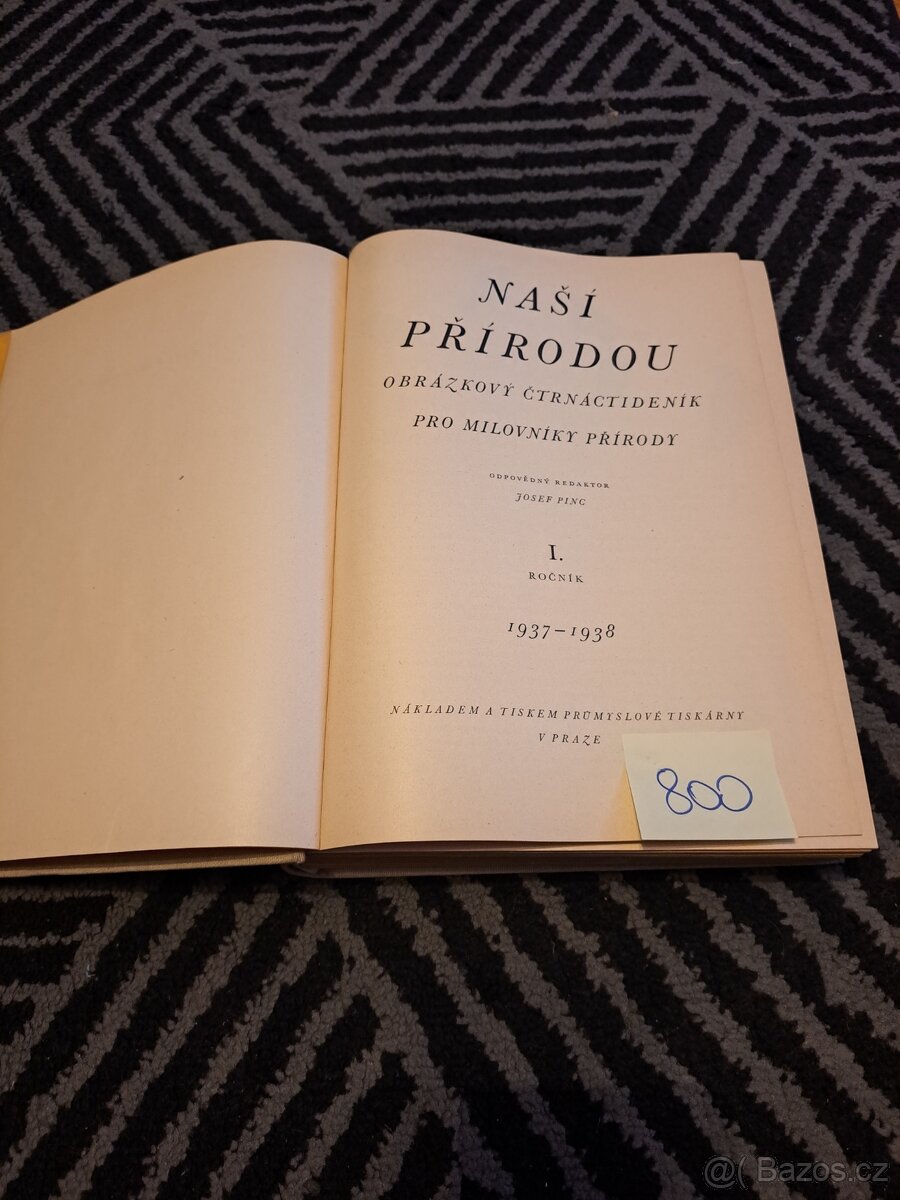 NAŠÍ
PŘÍRODOU
OBRÁZKOVÝ ČTRNÁCTIDENÍK
PRO MILOVNÍKY PŘÍRODY
ODPOVĚDNÝ REDAKTOR
JOSEF PINC
I.
ROČNÍK
1937–1938
NÁKLADEM A TISKEM PRŮMYSLOVÉ TISKÁRNY
V PRAZE
800
@( Bazos.cz